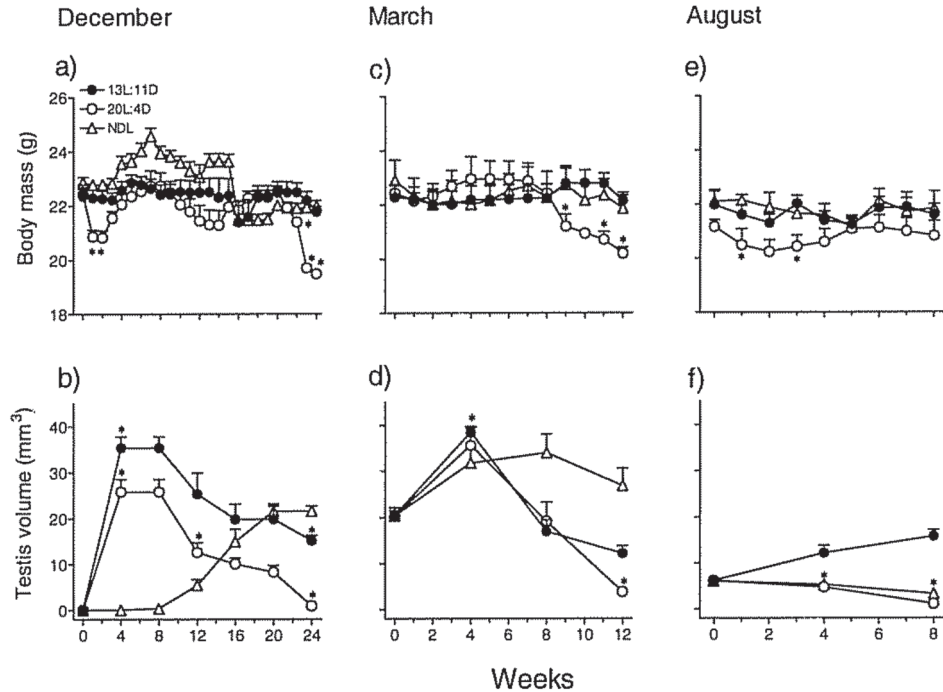 December
March
August
a)
c)
e)
13L:11D
20L:4D
NDL
Body mass (g)
26
24
22
20
18
* *
*
*
*
*
*
*
*
b)
d)
f)
Testis volume (mm3)
40
30
20
10
0
*
*
*
*
*
*
*
*
*
0 4 8 12 16 20 24
0 2 4 6 8 10 12
0 2 4 6 8
Weeks